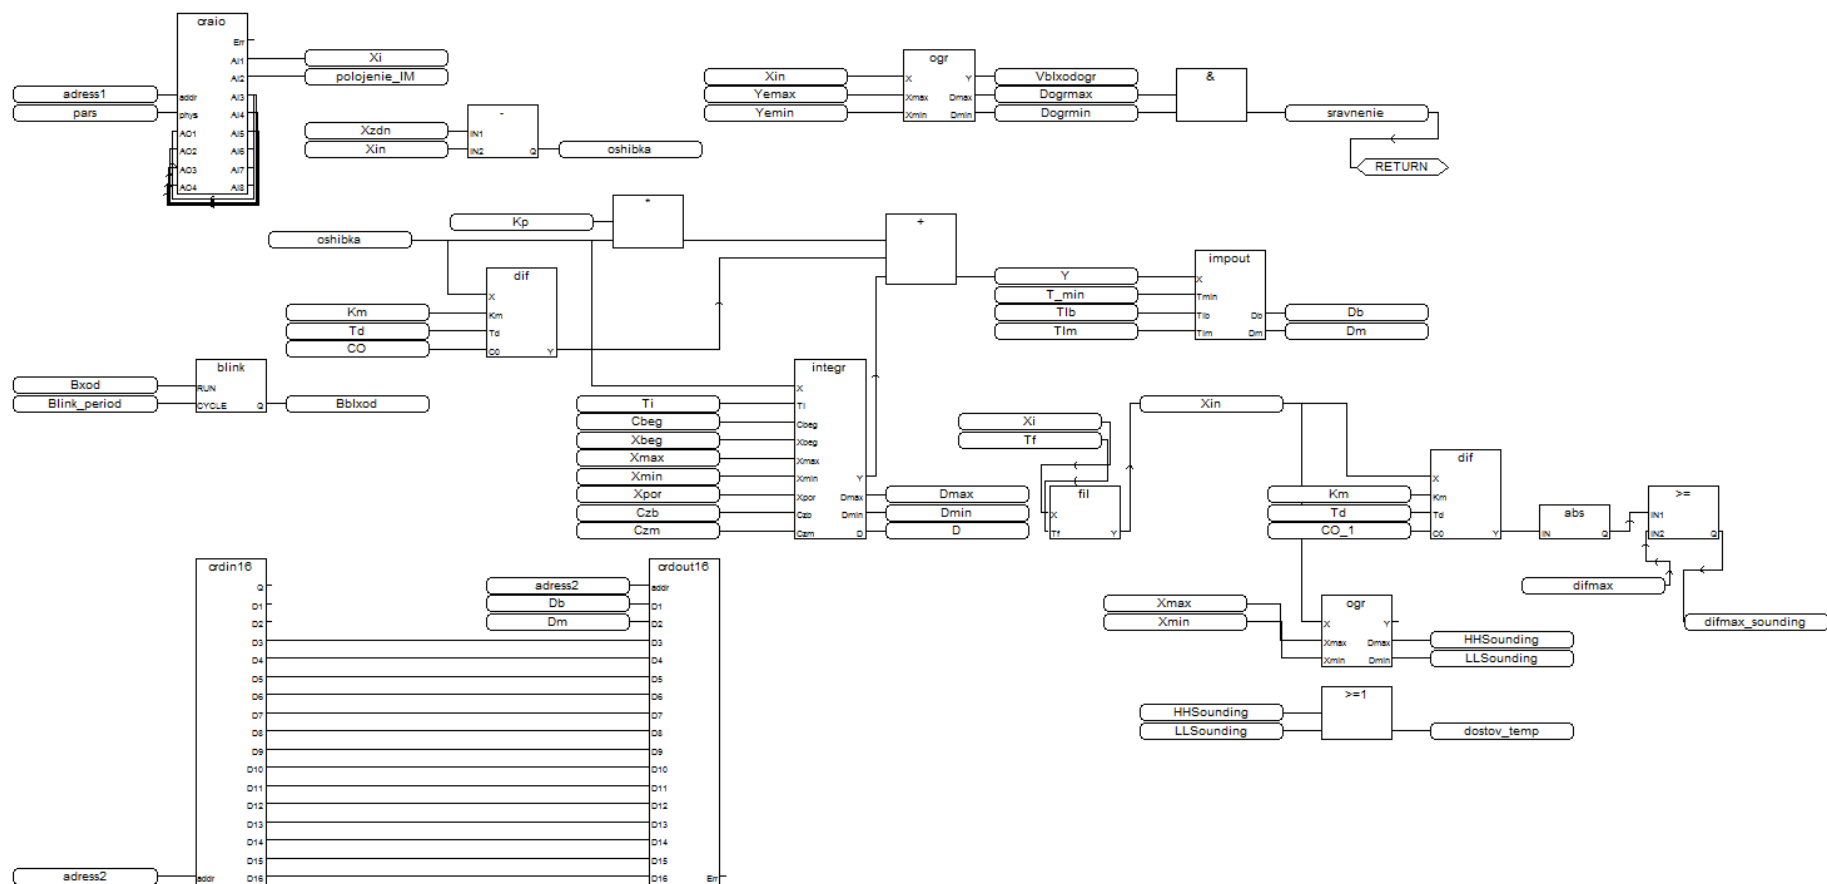 craio
Err
AI1
AI2
AI3
AI4
AI5
AI6
AI7
AI8
addr
phys
AO1
AO2
AO3
AO4
adress1
pars
Xi
polojenie_IM
-
IN1
IN2
Q
Xzdn
Xin
oshibka
ogr
X
Xmax
Xmin
Y
Dmax
Dmin
Xin
Yemax
Yemin
Vblxodogr
Dogrmax
Dogrmin
&
sravnenie
RETURN
*
Kp
oshibka
+
dif
X
Km
Td
C0
Y
Km
Td
CO
impout
X
Tmin
Tlb
Tlm
Db
Dm
Y
T_min
Tlb
Tlm
Db
Dm
blink
RUN
CYCLE
Q
Bxod
Blink_period
Bblxod
integr
X
Ti
Cbeg
Xbeg
Xmax
Xmin
Xpor
Czb
Czm
Y
Dmax
Dmin
D
Ti
Cbeg
Xbeg
Xmax
Xmin
Xpor
Czb
Czm
Dmax
Dmin
D
Xi
Tf
fil
X
Tf
Y
Xin
dif
X
Km
Td
C0
Y
Km
Td
CO_1
abs
IN
Q
>=
IN1
IN2
Q
difmax
difmax_sounding
Xmax
Xmin
ogr
X
Xmax
Xmin
Y
Dmax
Dmin
HHSounding
LLSounding
>=1
HHSounding
LLSounding
dostov_temp
crdin16
Q
D1
D2
D3
D4
D5
D6
D7
D8
D9
D10
D11
D12
D13
D14
D15
D16
addr
adress2
crdout16
addr
D1
D2
D3
D4
D5
D6
D7
D8
D9
D10
D11
D12
D13
D14
D15
D16
Err
adress2
Db
Dm